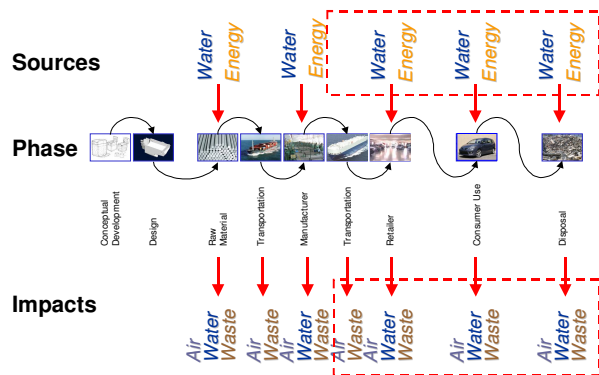 Sources
Water Energy
Water Energy
Water Energy
Water Energy
Water Energy
Phase
Conceptual
Development
Design
Raw
Material
Transportation
Manufacturer
Transportation
Retailer
Consumer Use
Disposal
Impacts
Air Water Waste
Air Waste
Air Water Waste
Air Waste
Air Water Waste
Air Water Waste
Air Water Waste